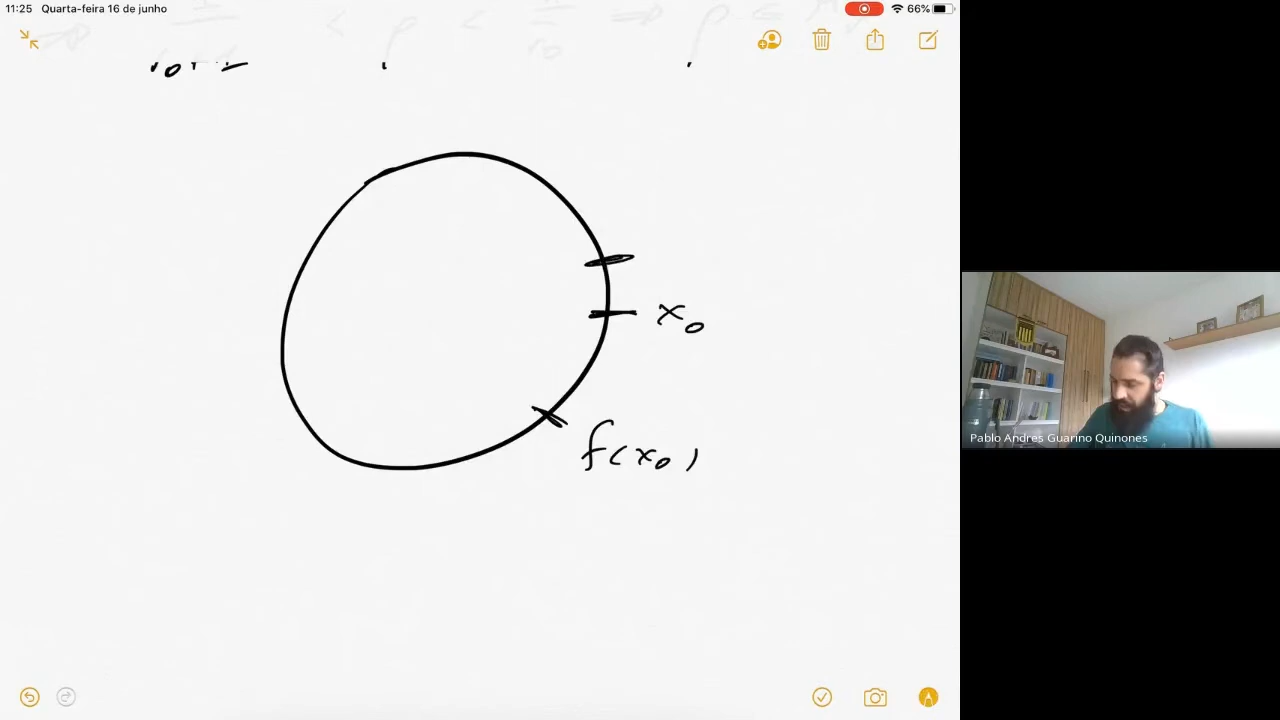 11:25 Quarta-feira 16 de junho
66%
x₀
f(x₀)
Pablo Andres Guarino Quinones